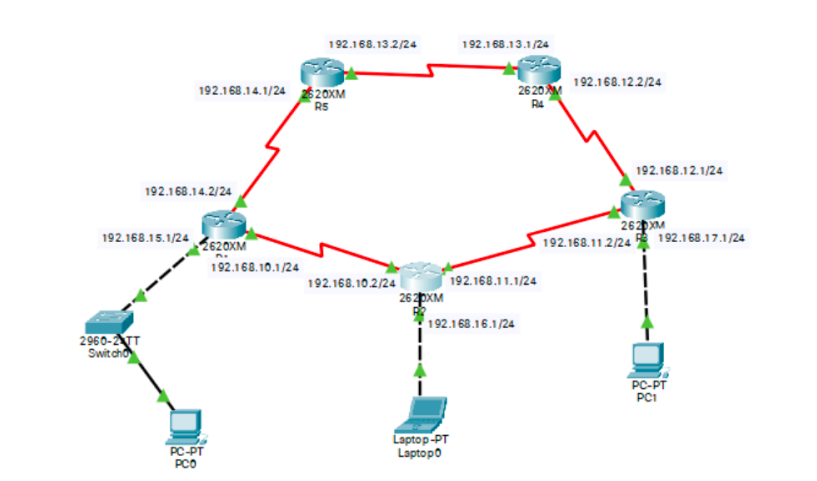 192.168.13.2/24
192.168.13.1/24
192.168.14.1/24
2620XM
R5
2620XM
R4
192.168.12.2/24
192.168.14.2/24
192.168.12.1/24
192.168.15.1/24
2620XM
R1
192.168.10.1/24
2620XM
R3
192.168.11.2/24
192.168.17.1/24
192.168.10.2/24
192.168.11.1/24
2620XM
R2
192.168.16.1/24
2960-24TT
Switch0
PC-PT
PC1
PC-PT
PC0
Laptop-PT
Laptop0